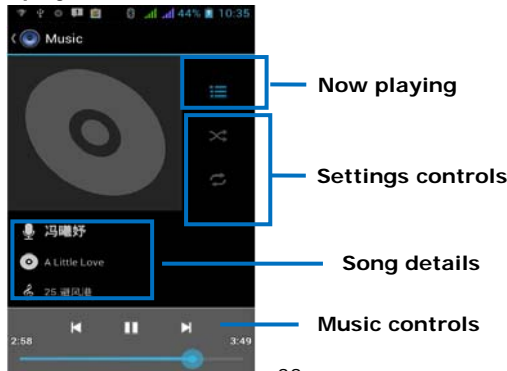 44% 10:35
Music
Now playing
Settings controls
冯曦妤
A Little Love
Song details
25 避风港
Music controls
2:58
3:49